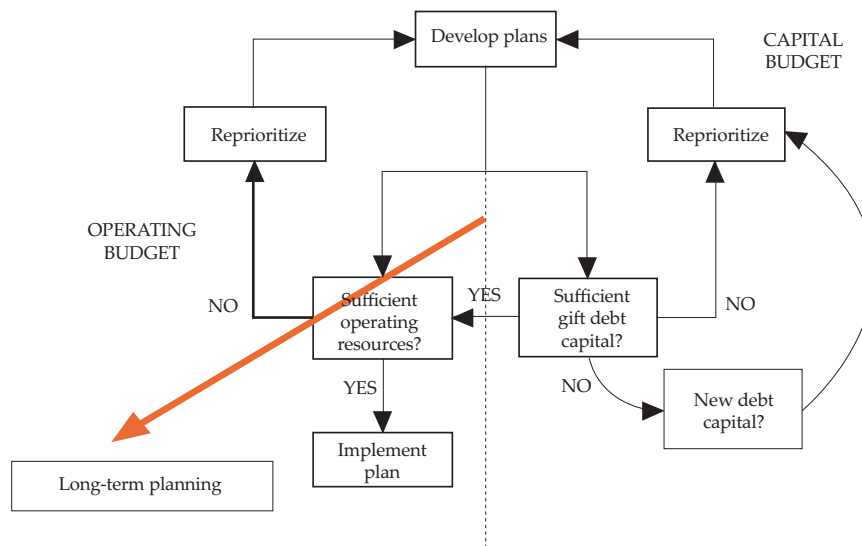 Develop plans
CAPITAL
BUDGET
Reprioritize
Reprioritize
OPERATING
BUDGET
NO
Sufficient
operating
resources?
YES
Sufficient
gift debt
capital?
NO
YES
NO
New debt
capital?
Implement
plan
Long-term planning